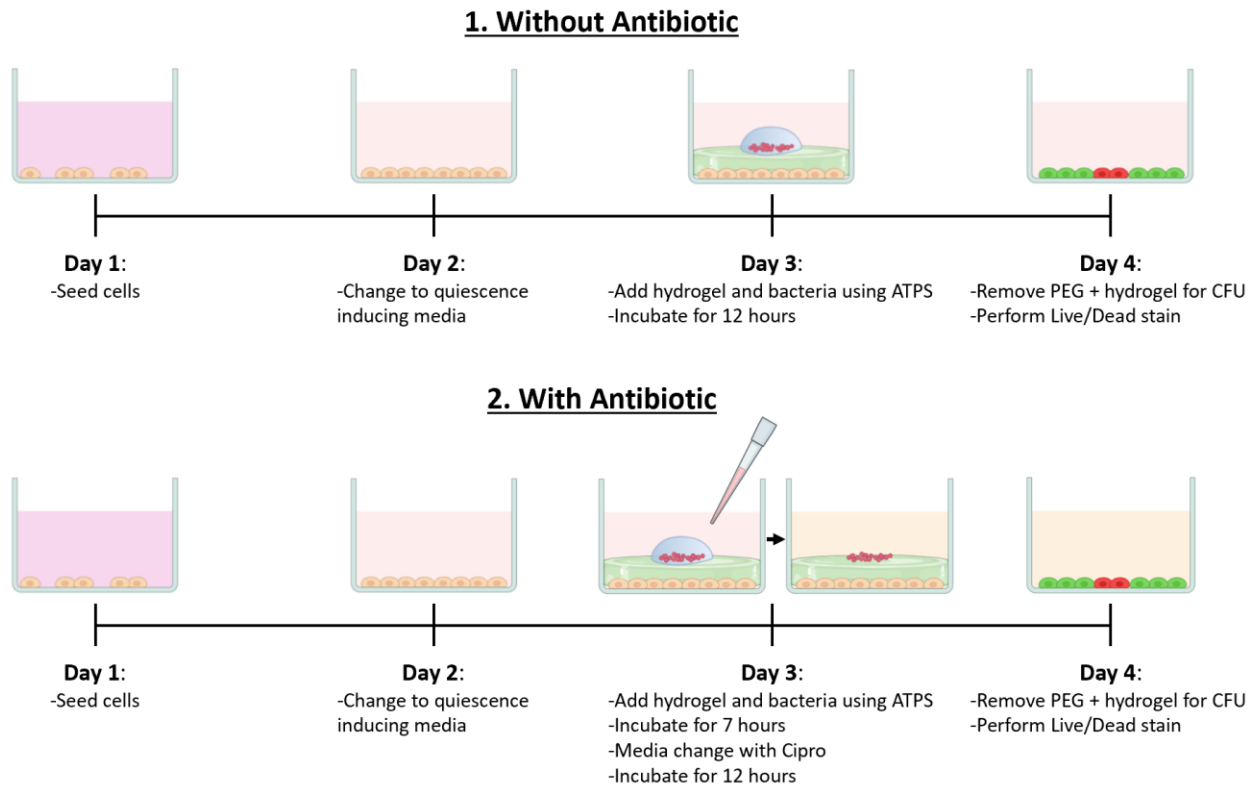 1. Without Antibiotic
Day 1:
-Seed cells
Day 2:
-Change to quiescence
inducing media
Day 3:
-Add hydrogel and bacteria using ATPS
-Incubate for 12 hours
Day 4:
-Remove PEG + hydrogel for CFU
-Perform Live/Dead stain
2. With Antibiotic
Day 1:
-Seed cells
Day 2:
-Change to quiescence
inducing media
Day 3:
-Add hydrogel and bacteria using ATPS
-Incubate for 7 hours
-Media change with Cipro
-Incubate for 12 hours
Day 4:
-Remove PEG + hydrogel for CFU
-Perform Live/Dead stain